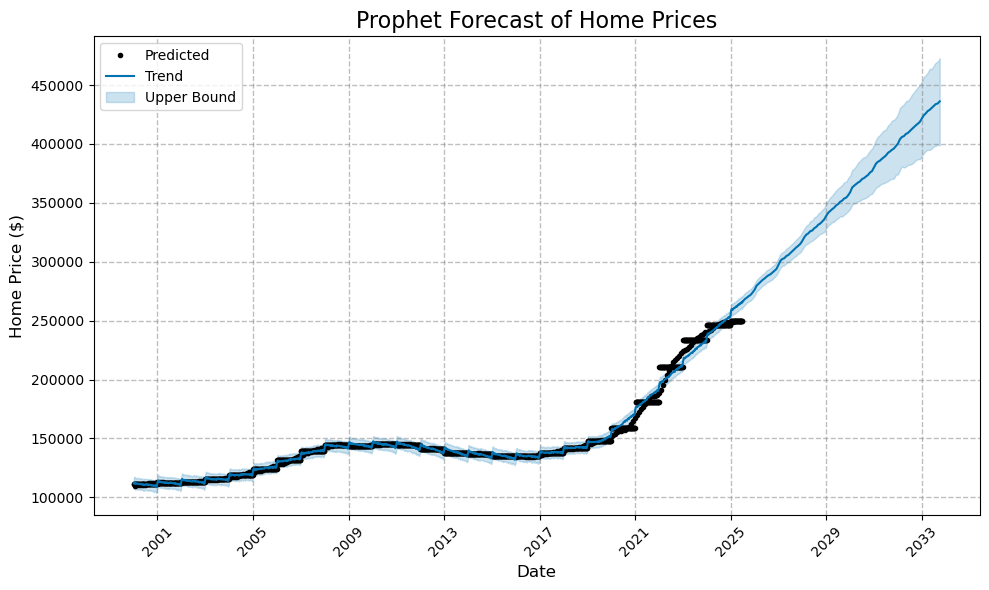 Prophet Forecast of Home Prices
Predicted
Trend
Upper Bound
Home Price ($)
450000
400000
350000
300000
250000
200000
150000
100000
2001
2005
2009
2013
2017
2021
2025
2029
2033
Date